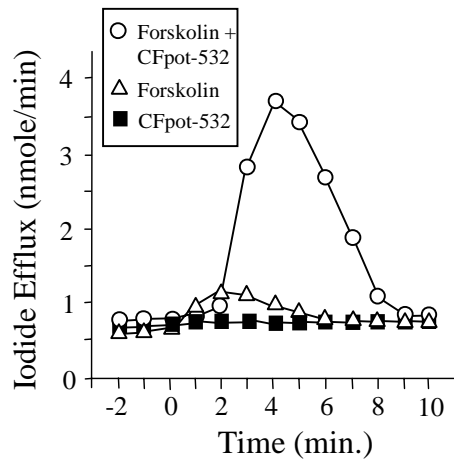 Forskolin +
CFpot-532
Forskolin
CFpot-532
Iodide Efflux (nmole/min)
4
3
2
1
0
-2 0 2 4 6 8 10
Time (min.)